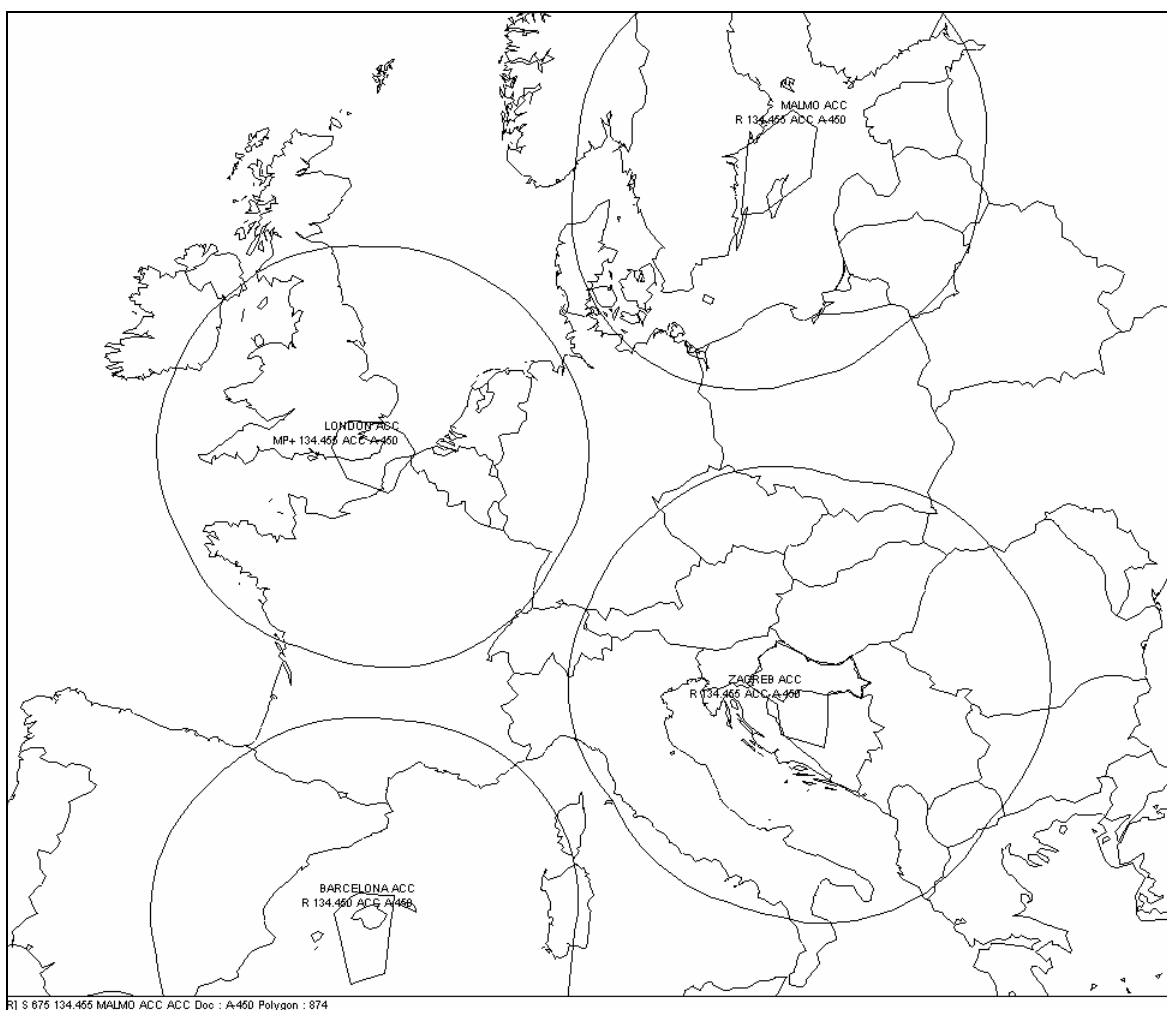 MALMO ACC
R 134.455 ACC A-450
LONDON ACC
MP+ 134.455 ACC A-450
ZAGREB ACC
R 134.455 ACC A-450
BARCELONA ACC
R 134.450 ACC A-450
R] S 675 134.455 MALMO ACC ACC Doc : A-450 Polygon : 874